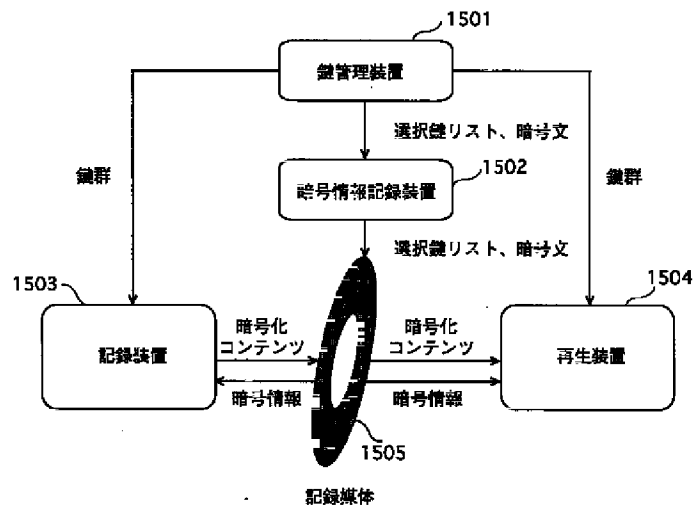 1501
鍵管理装置
選択鍵リスト、暗号文
鍵群
1502
鍵群
暗号情報記録装置
選択鍵リスト、暗号文
1503
1504
記録装置
暗号化
コンテンツ
暗号化
コンテンツ
再生装置
暗号情報
暗号情報
1505
記録媒体